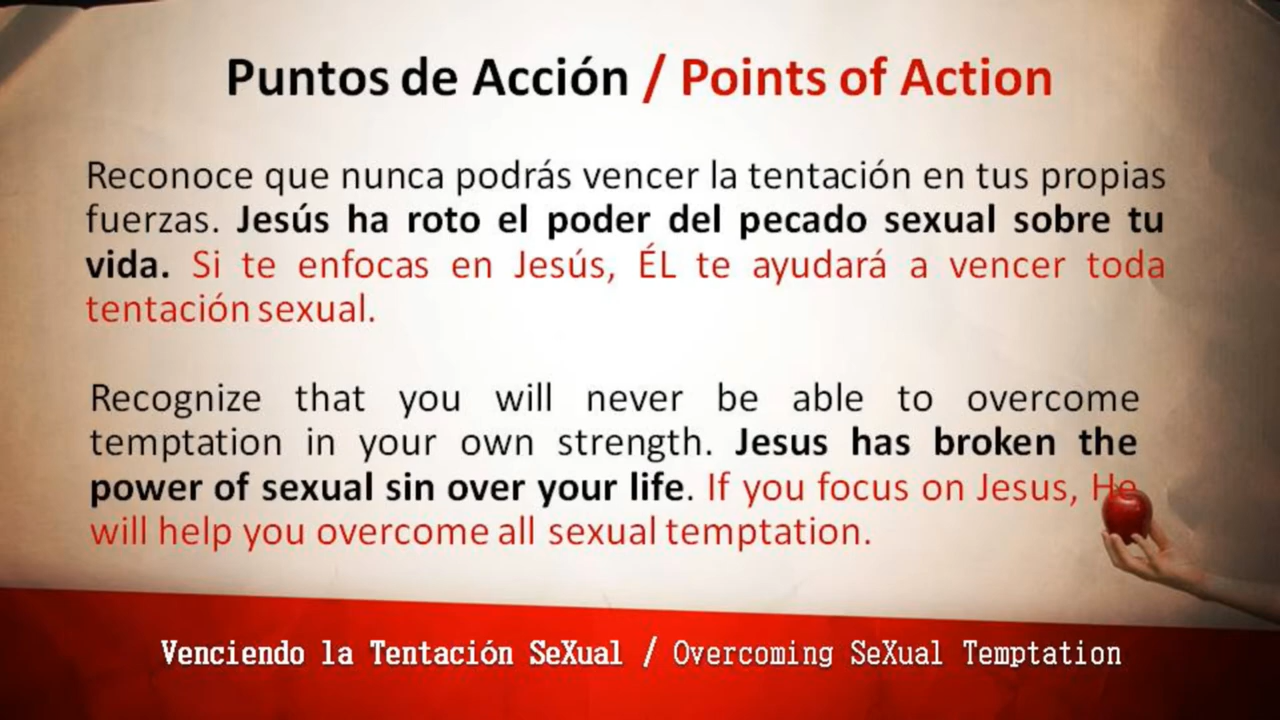 Puntos de Acción / Points of Action
Reconoce que nunca podrás vencer la tentación en tus propias
fuerzas. Jesús ha roto el poder del pecado sexual sobre tu
vida. Si te enfocas en Jesús, ÉL te ayudará a vencer toda
tentación sexual.
Recognize that you will never be able to overcome
temptation in your own strength. Jesus has broken the
power of sexual sin over your life. If you focus on Jesus, He
will help you overcome all sexual temptation.
Venciendo la Tentación SeXual / Overcoming SeXual Temptation